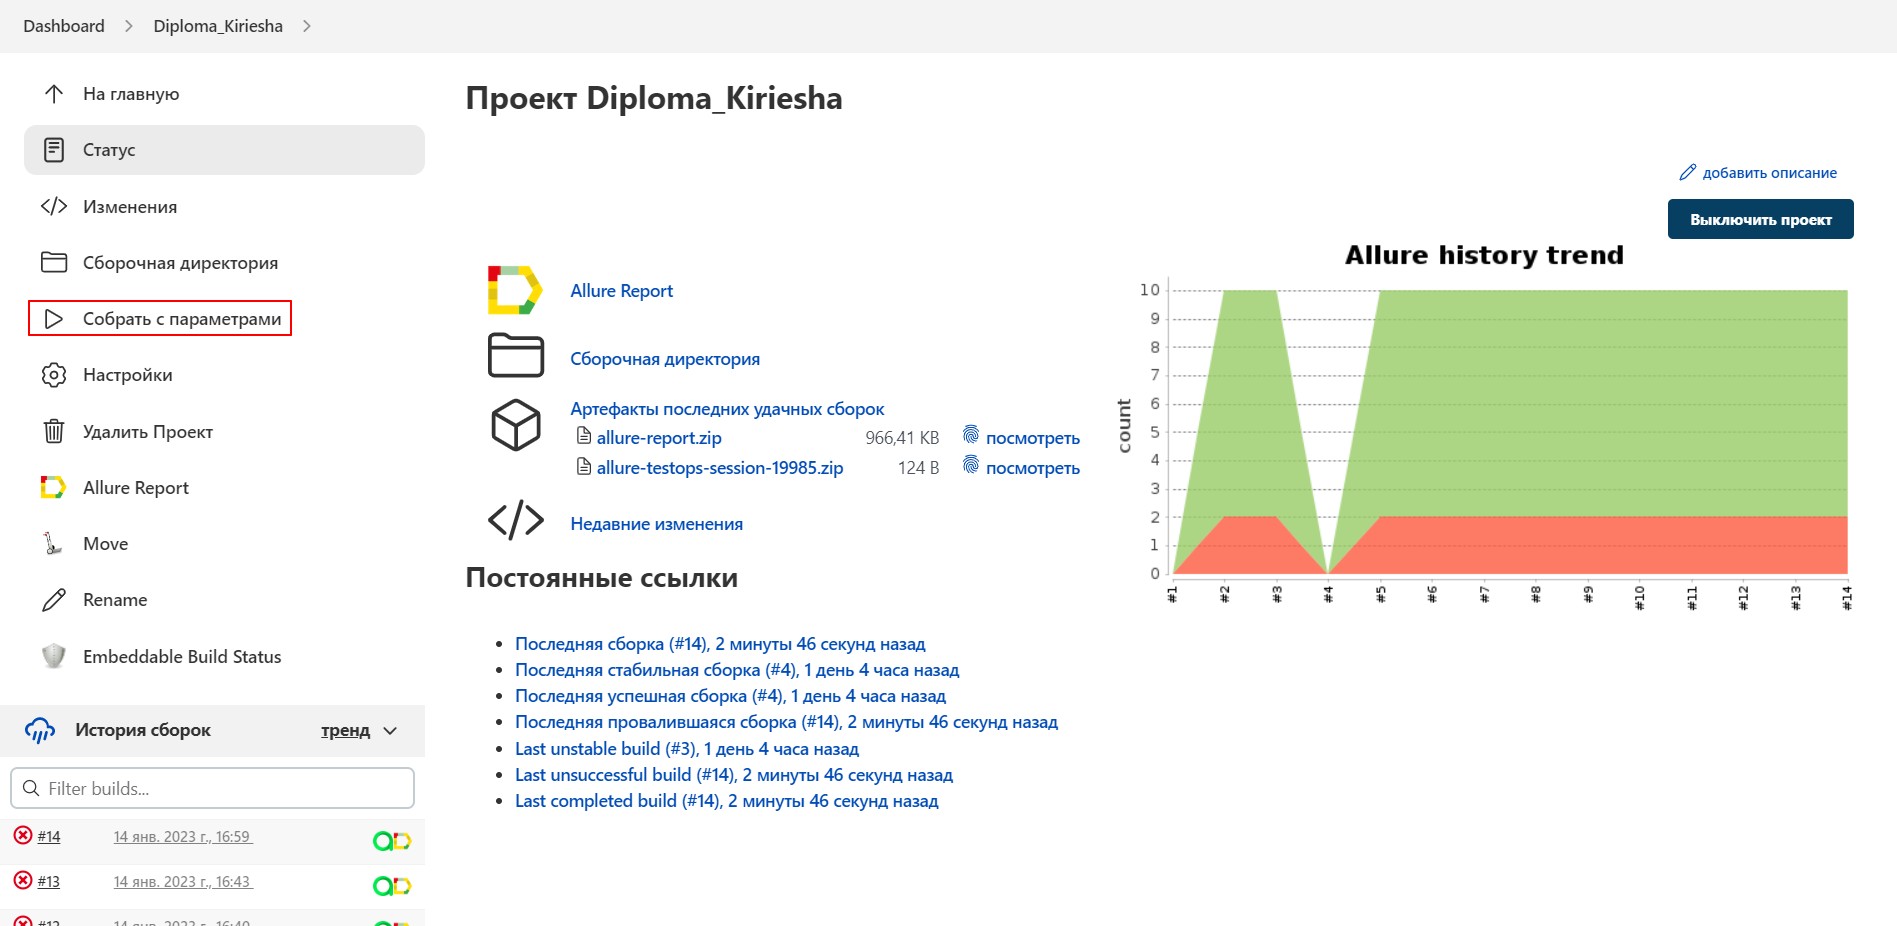 Dashboard > Diploma_Kiriesha >
На главную
Статус
Изменения
Сборочная директория
Собрать с параметрами
Настройки
Удалить Проект
Allure Report
Move
Rename
Embeddable Build Status
История сборок тренд
Filter builds...
#14 14 янв. 2023 г., 16:59
#13 14 янв. 2023 г., 16:43
Проект Diploma_Kiriesha
добавить описание
Выключить проект
Allure Report
Сборочная директория
Артефакты последних удачных сборок
allure-report.zip 966,41 KB посмотреть
allure-testops-session-19985.zip 124 B посмотреть
Недавние изменения
Постоянные ссылки
• Последняя сборка (#14), 2 минуты 46 секунд назад
• Последняя стабильная сборка (#4), 1 день 4 часа назад
• Последняя успешная сборка (#4), 1 день 4 часа назад
• Последняя провалившаяся сборка (#14), 2 минуты 46 секунд назад
• Last unstable build (#3), 1 день 4 часа назад
• Last unsuccessful build (#14), 2 минуты 46 секунд назад
• Last completed build (#14), 2 минуты 46 секунд назад
Allure history trend
count
10
9
8
7
6
5
4
3
2
1
0
#1 #2 #3 #4 #5 #6 #7 #8 #9 #10 #11 #12 #13 #14